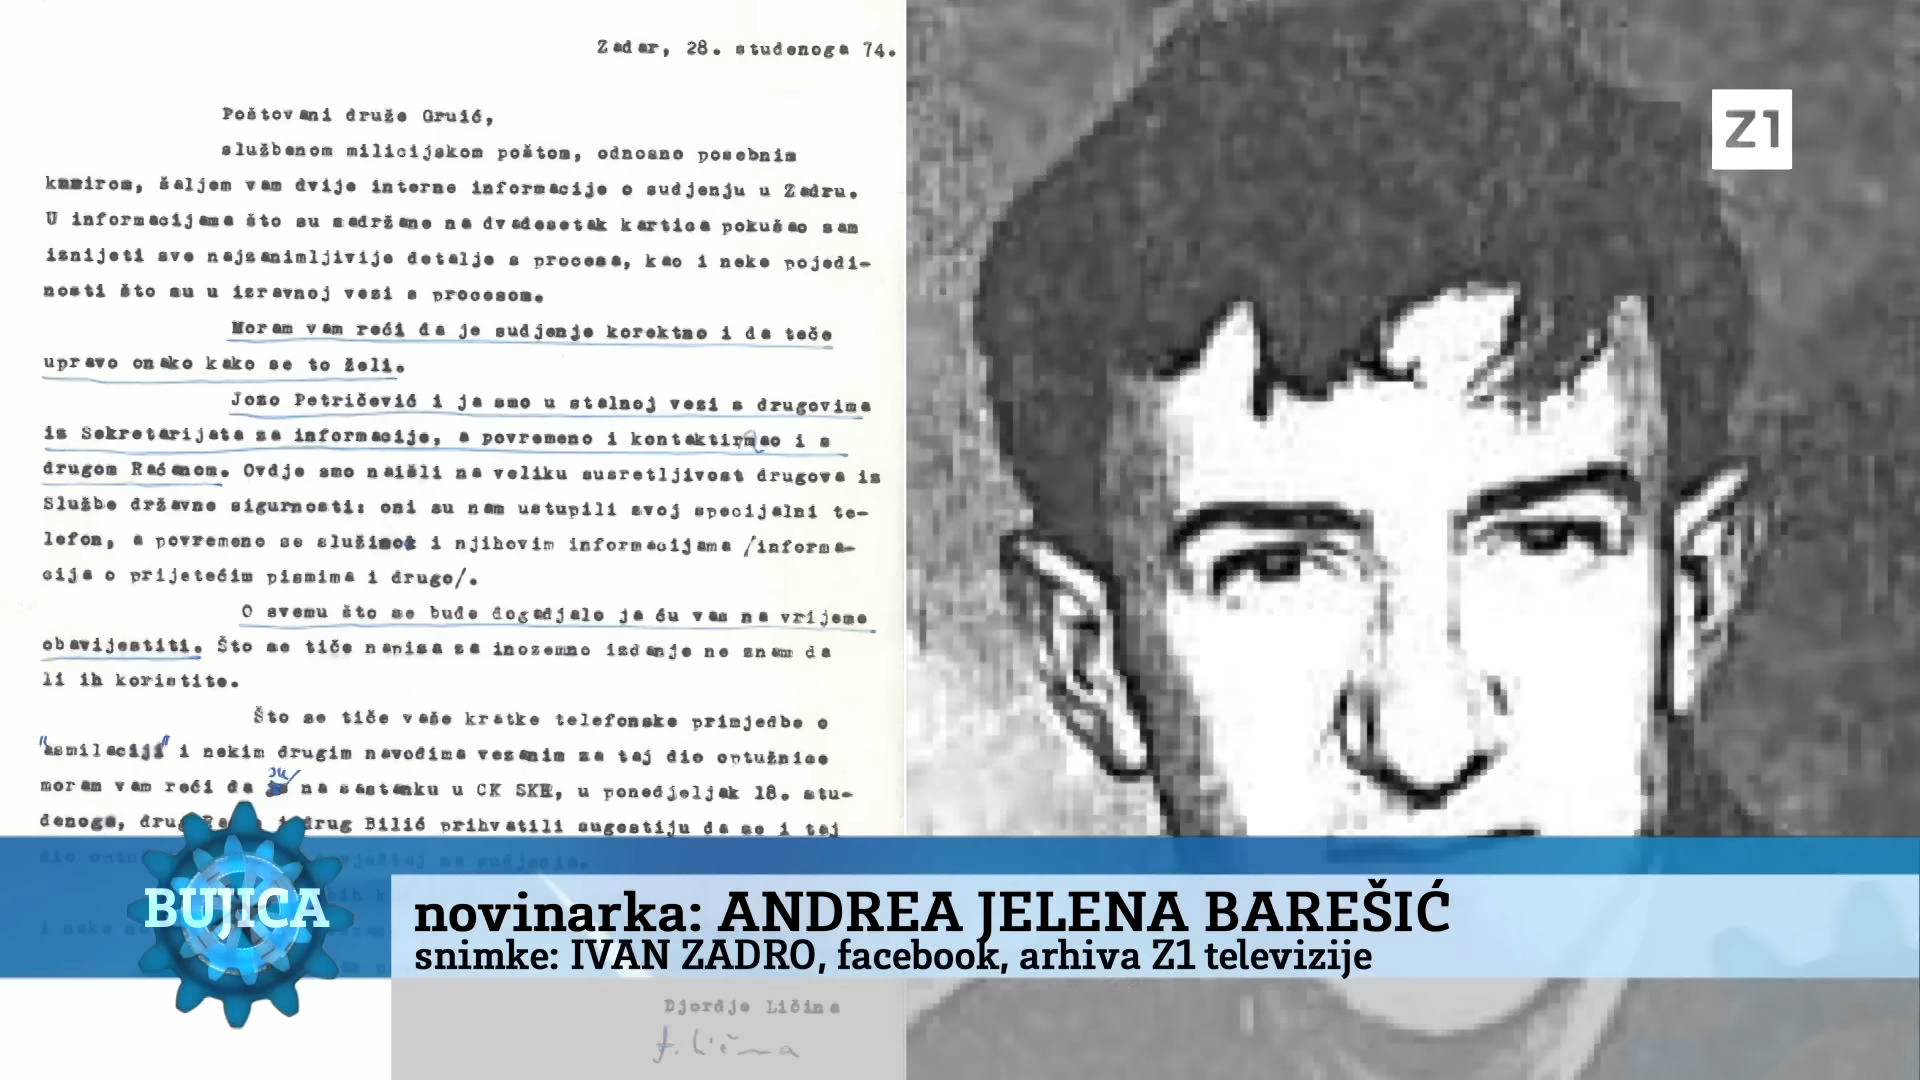 Zadar, 28. studenoga 74.
Poštovani druže Gruić,
službenom milicijskom poštom, odnosno posebnim
kuurirom, šaljem vam dvije interne informacije o sudjenju u Zadru.
U informacijama što su sadržane na dvadesetak kartica pokušao sam
iznijeti sve najzanimljivije detalje s procesa, kao i neke pojedi-
nosti što su u izravnoj vezi s procesom.
Moram vam reći da je sudjenje korektno i da teče
upravo onako kako se to želi.
Jozo Petričević i ja smo u stalnoj vezi s drugovima
iz Sekretarijata za informacije, a povremeno i kontaktirmao i s
drugom Raćanom. Ovdje smo naišli na veliku susretljivost drugova iz
Službe državne sigurnosti: oni su nam ustupili svoj specijalni te-
lefon, a povremeno se služimo i njihovim informacijama /informa-
cija o prijetećim pismima i drugo/.
O svemu što se bude dogadjalo ja ću vas na vrijeme
obavijestiti. Što se tiče napisa za inozemno izdanje ne znam da
li ih koristite.
Što se tiče vaše kratke telefonske primjedbe o
"asmilaciji" i nekim drugim navodima vezanim za taj dio optužnice
moram vam reći da su na sastanku u CK SKH, u ponedjeljak 18. stu-
denoga, drug i drug Bilić prihvatili sugestiju da se i taj
Z1
BUJICA
novinarka: ANDREA JELENA BAREŠIĆ
snimke: IVAN ZADRO, facebook, arhiva Z1 televizije
Djordje Ličina